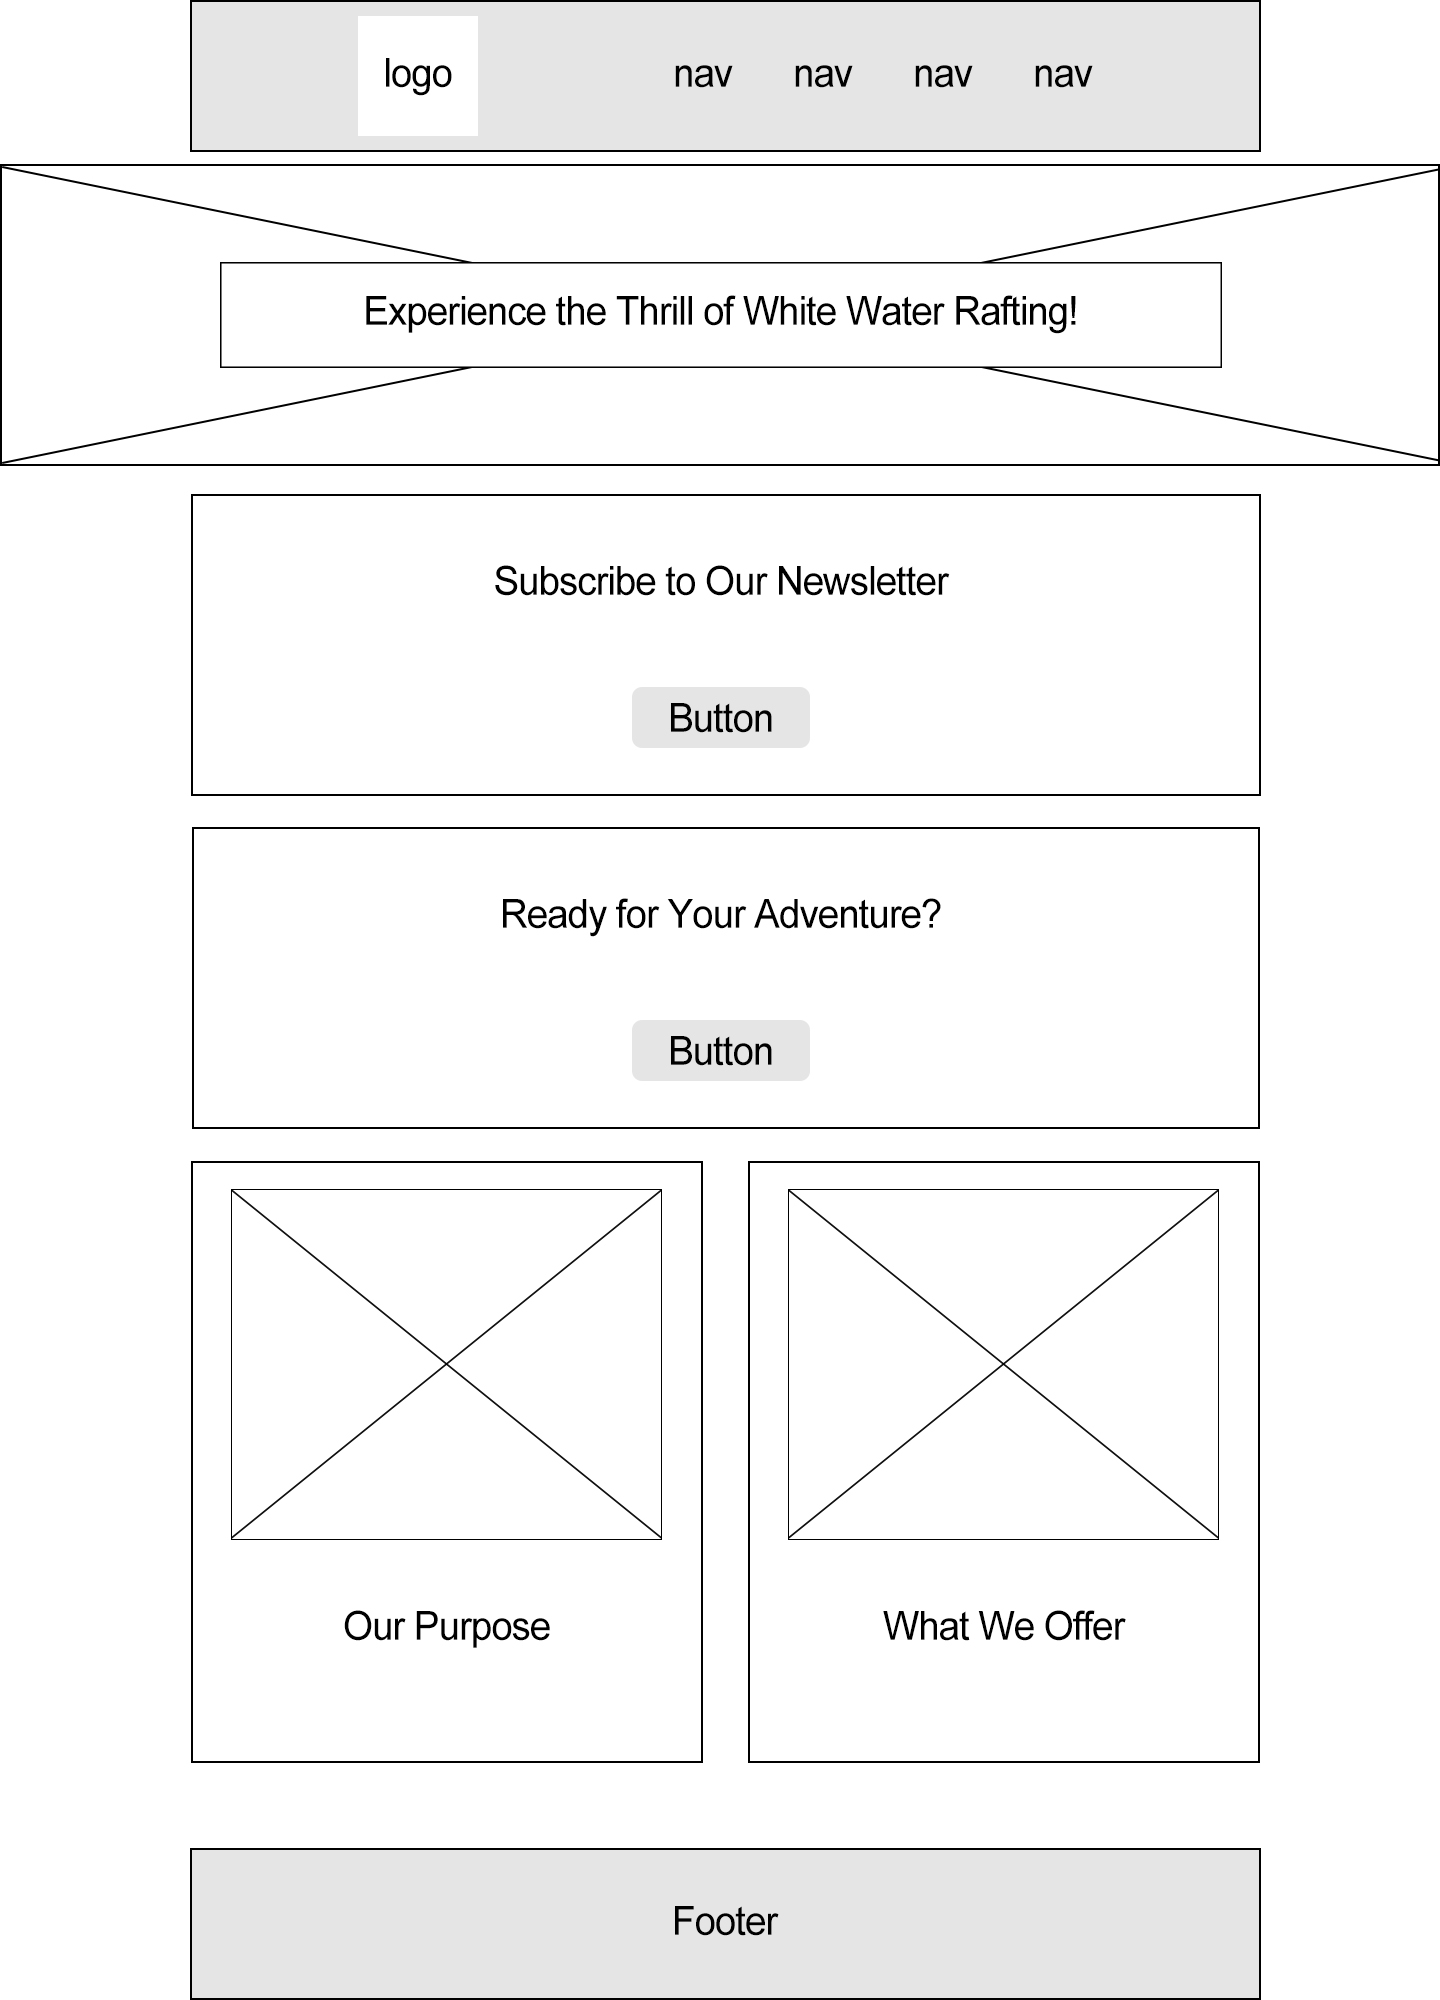 logo nav nav nav nav
Experience the Thrill of White Water Rafting!
Subscribe to Our Newsletter
Button
Ready for Your Adventure?
Button
Our Purpose
What We Offer
Footer